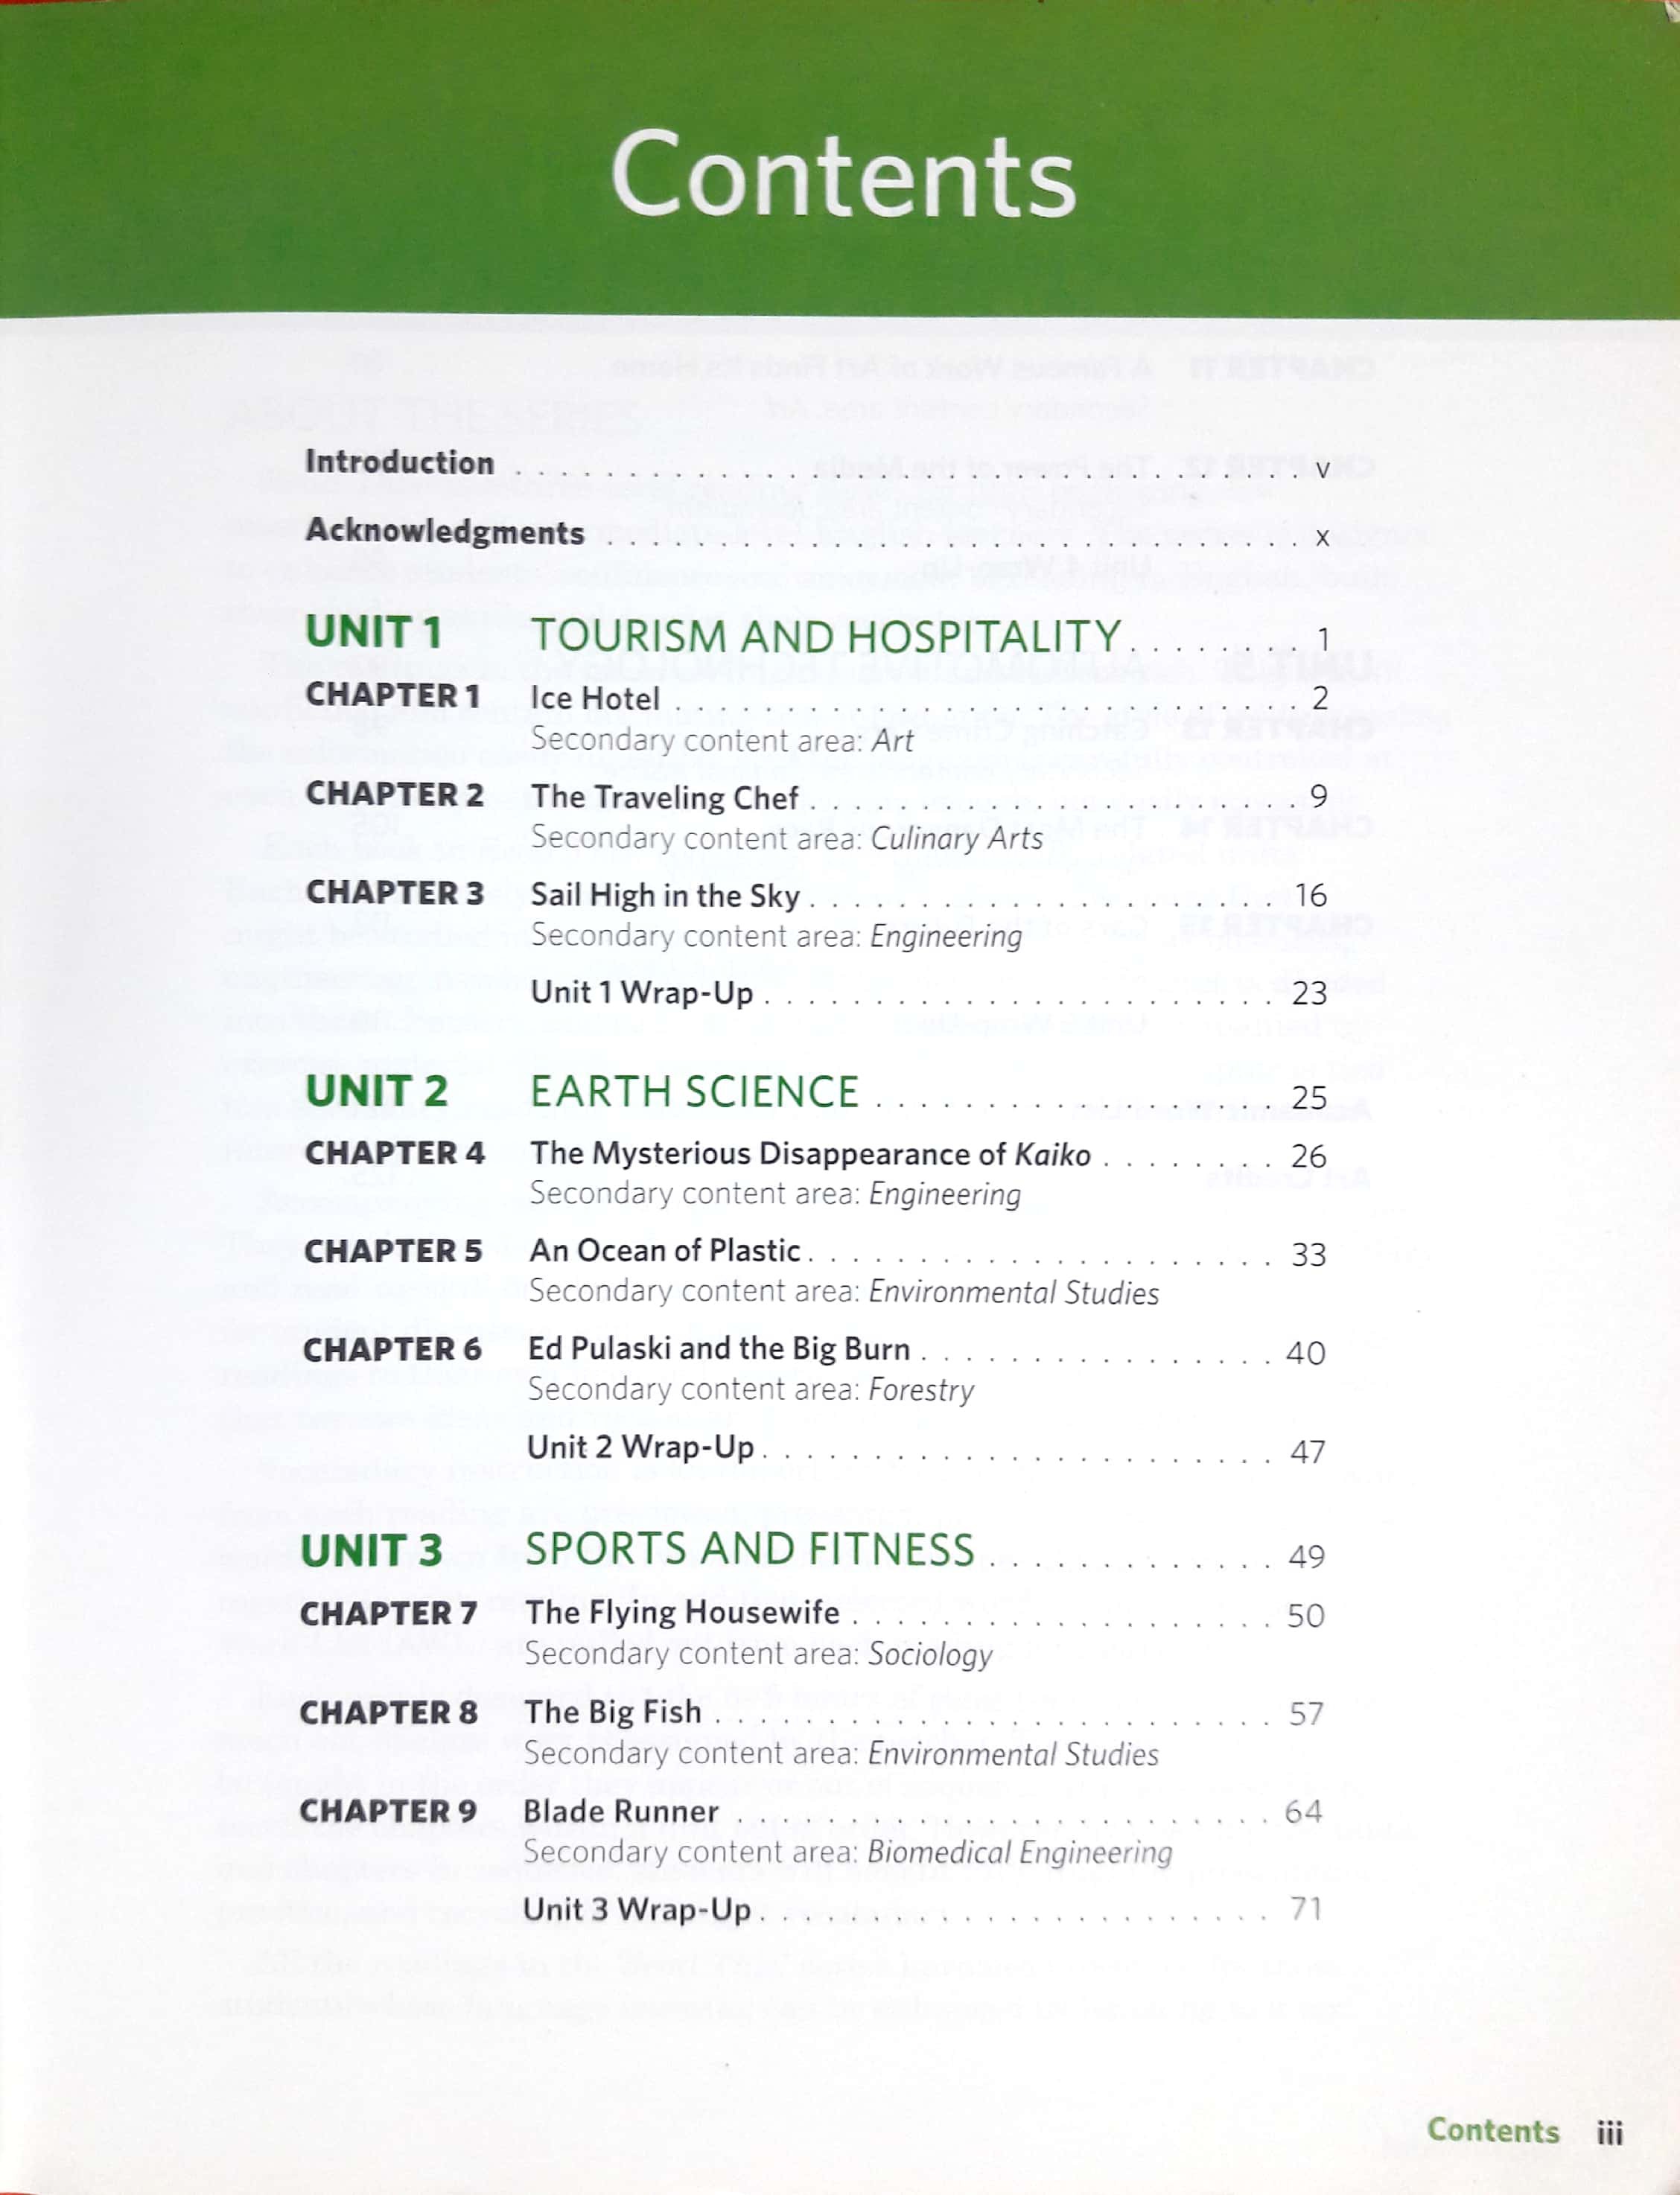 Contents
Introduction . . . . . . . . . . . . . . . . . . . . . . . . . . . . . . . . . . . v
Acknowledgments . . . . . . . . . . . . . . . . . . . . . . . . . . . . . . . x
UNIT 1 TOURISM AND HOSPITALITY . . . . . . . 1
CHAPTER 1 Ice Hotel . . . . . . . . . . . . . . . . . . . . . . . . . . 2
Secondary content area: Art
CHAPTER 2 The Traveling Chef . . . . . . . . . . . . . . . . . . . . 9
Secondary content area: Culinary Arts
CHAPTER 3 Sail High in the Sky . . . . . . . . . . . . . . . . . . . . 16
Secondary content area: Engineering
Unit 1 Wrap-Up . . . . . . . . . . . . . . . . . . . . . . . 23
UNIT 2 EARTH SCIENCE . . . . . . . . . . . . . . . . . . 25
CHAPTER 4 The Mysterious Disappearance of Kaiko . . . . . . . . 26
Secondary content area: Engineering
CHAPTER 5 An Ocean of Plastic . . . . . . . . . . . . . . . . . . . . 33
Secondary content area: Environmental Studies
CHAPTER 6 Ed Pulaski and the Big Burn . . . . . . . . . . . . . . . . 40
Secondary content area: Forestry
Unit 2 Wrap-Up . . . . . . . . . . . . . . . . . . . . . . . 47
UNIT 3 SPORTS AND FITNESS . . . . . . . . . . . . . 49
CHAPTER 7 The Flying Housewife . . . . . . . . . . . . . . . . . . . 50
Secondary content area: Sociology
CHAPTER 8 The Big Fish . . . . . . . . . . . . . . . . . . . . . . . . . 57
Secondary content area: Environmental Studies
CHAPTER 9 Blade Runner . . . . . . . . . . . . . . . . . . . . . . . . 64
Secondary content area: Biomedical Engineering
Unit 3 Wrap-Up . . . . . . . . . . . . . . . . . . . . . . . 71
Contents iii